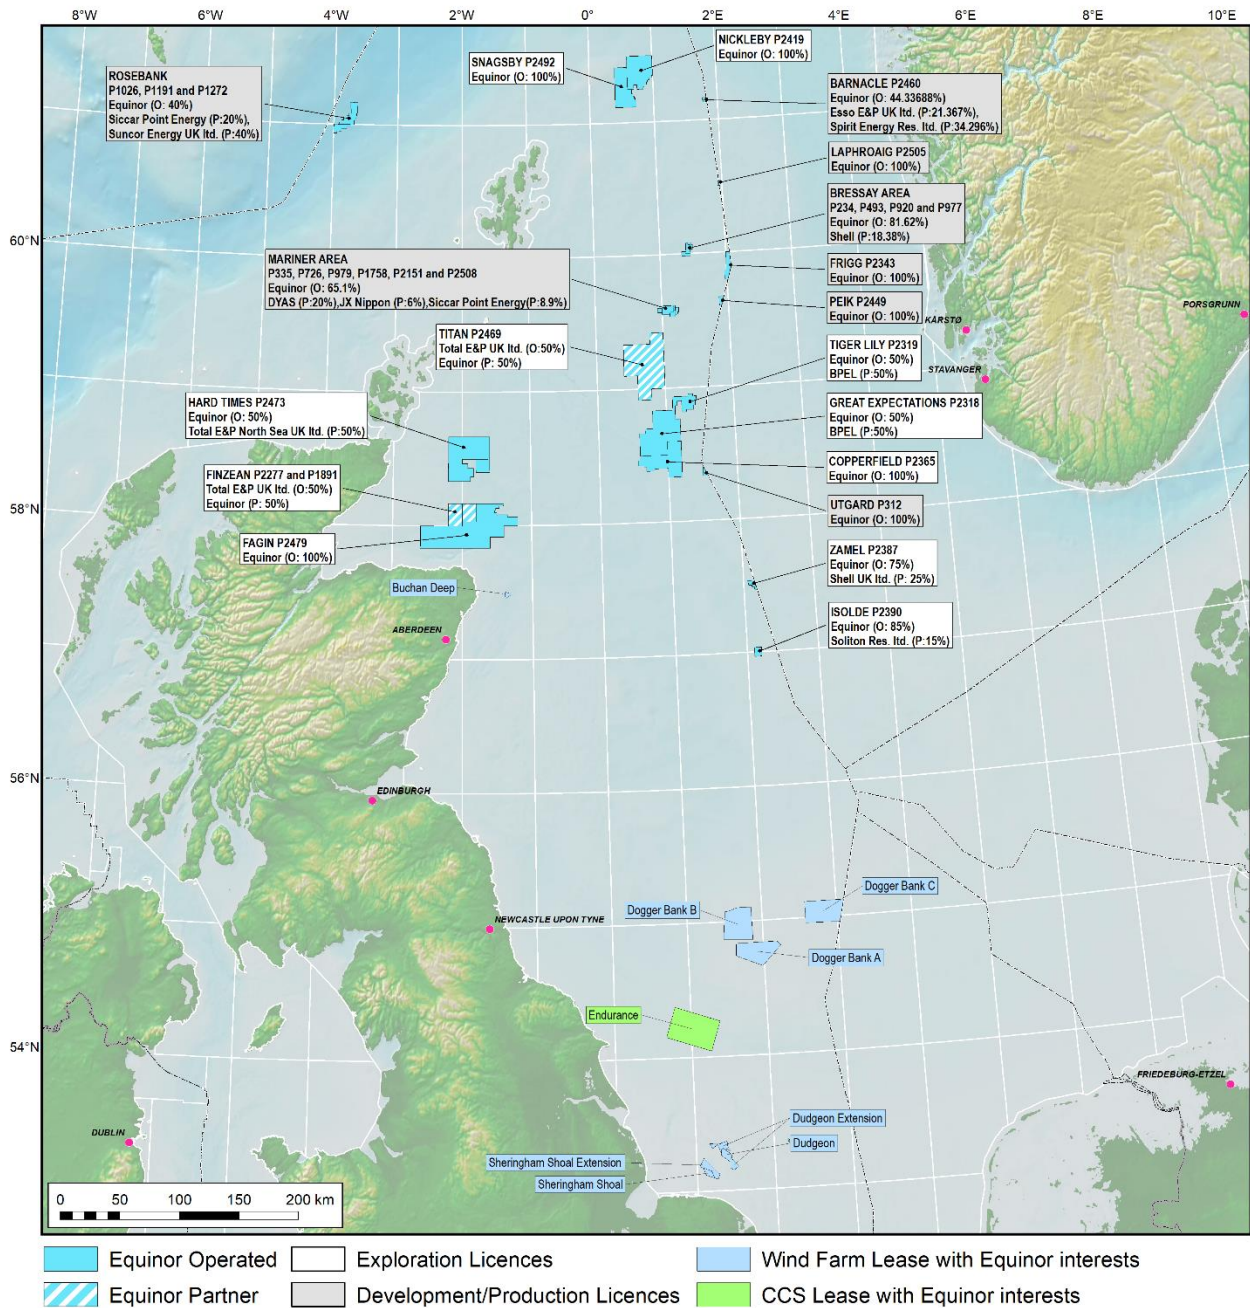 8°W 6°W 4°W 2°W 0° 2°E 4°E 6°E 8°E 10°E
NICKLEBY P2419
Equinor (O: 100%)
SNAGSBY P2492
Equinor (O: 100%)
ROSEBANK
P1026, P1191 and P1272
Equinor (O: 40%)
Siccar Point Energy (P:20%),
Suncor Energy UK ltd. (P:40%)
BARNACLE P2460
Equinor (O: 44.33688%)
Esso E&P UK ltd. (P:21.367%),
Spirit Energy Res. ltd. (P:34.296%)
LAPHROAIG P2505
Equinor (O: 100%)
BRESSAY AREA
P234, P493, P920 and P977
Equinor (O: 81.62%)
Shell (P:18.38%)
60°N
MARINER AREA
P335, P726, P979, P1758, P2151 and P2508
Equinor (O: 65.1%)
DYAS (P:20%),JX Nippon (P:6%),Siccar Point Energy(P:8.9%)
FRIGG P2343
Equinor (O: 100%)
PEIK P2449
Equinor (O: 100%)
KÅRSTØ
PORSGRUNN
TITAN P2469
Total E&P UK ltd. (O:50%)
Equinor (P: 50%)
TIGER LILY P2319
Equinor (O: 50%)
BPEL (P:50%)
STAVANGER
HARD TIMES P2473
Equinor (O: 50%)
Total E&P North Sea UK ltd. (P:50%)
GREAT EXPECTATIONS P2318
Equinor (O: 50%)
BPEL (P:50%)
COPPERFIELD P2365
Equinor (O: 100%)
FINZEAN P2277 and P1891
Total E&P UK ltd. (O:50%)
Equinor (P: 50%)
UTGARD P312
Equinor (O: 100%)
58°N
FAGIN P2479
Equinor (O: 100%)
ZAMEL P2387
Equinor (O: 75%)
Shell UK ltd. (P: 25%)
Buchan Deep
ISOLDE P2390
Equinor (O: 85%)
Soliton Res. ltd. (P:15%)
ABERDEEN
56°N
EDINBURGH
Dogger Bank C
Dogger Bank B
NEWCASTLE UPON TYNE
Dogger Bank A
Endurance
54°N
FRIEDEBURG-ETZEL
Dudgeon Extension
DUBLIN
Dudgeon
Sheringham Shoal Extension
Sheringham Shoal
0 50 100 150 200 km
Equinor Operated
Exploration Licences
Wind Farm Lease with Equinor interests
Equinor Partner
Development/Production Licences
CCS Lease with Equinor interests